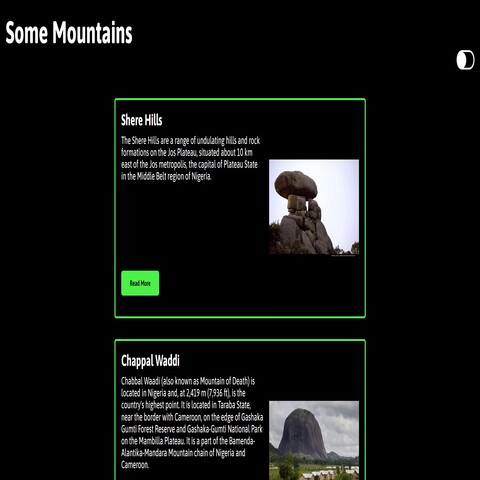 Some Mountains
Shere Hills
The Shere Hills are a range of undulating hills and rock
formations on the Jos Plateau, situated about 10 km
east of the Jos metropolis, the capital of Plateau State
in the Middle Belt region of Nigeria.
Read More
Chappal Waddi
Chabbal Waadi (also known as Mountain of Death) is
located in Nigeria and, at 2,419 m (7,936 ft), is the
country's highest point. It is located in Taraba State,
near the border with Cameroon, on the edge of Gashaka
Gumti Forest Reserve and Gashaka-Gumti National Park
on the Mambilla Plateau. It is a part of the Bamenda-
Alantika-Mandara Mountain chain of Nigeria and
Cameroon.